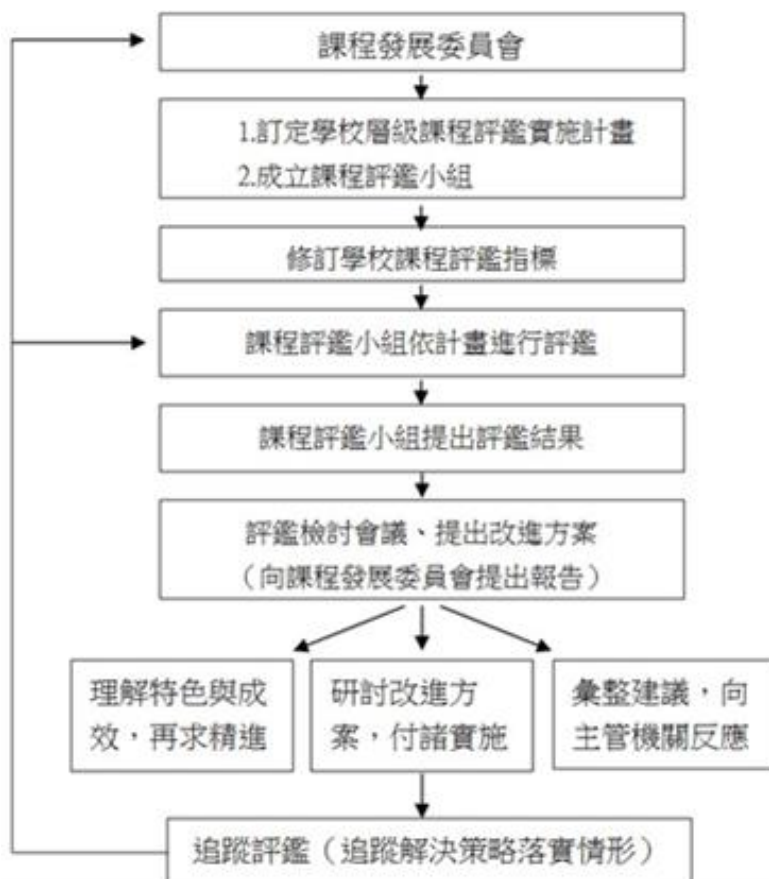 課程發展委員會
1.訂定學校層級課程評鑑實施計畫
2.成立課程評鑑小組
修訂學校課程評鑑指標
課程評鑑小組依計畫進行評鑑
課程評鑑小組提出評鑑結果
評鑑檢討會議、提出改進方案
（向課程發展委員會提出報告）
理解特色與成
效，再求精進
研討改進方
案，付諸實施
彙整建議，向
主管機關反應
追蹤評鑑（追蹤解決策略落實情形）